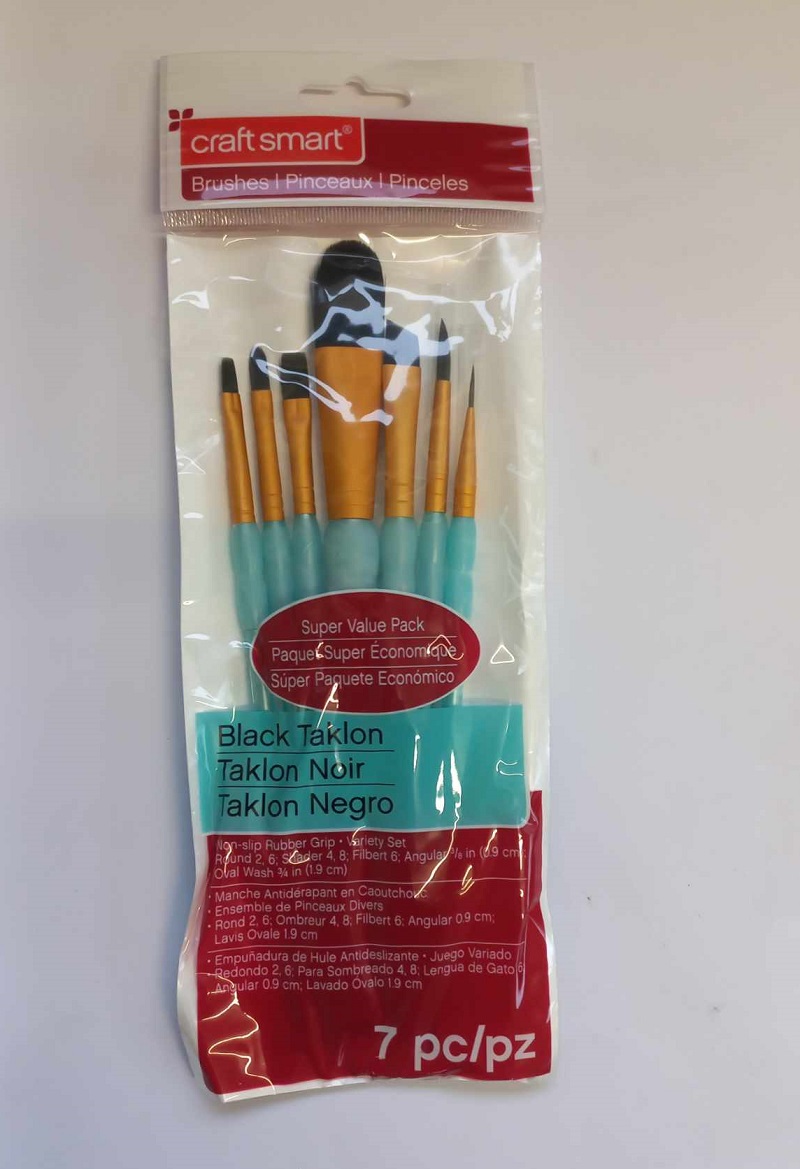 craft smart®
Brushes | Pinceaux | Pinceles
Super Value Pack
Paquet Super Économique
Súper Paquete Económico
Black Taklon
Taklon Noir
Taklon Negro
Non-slip Rubber Grip • Variety Set
Round 2, 6; Shader 4, 8; Filbert 6; Angular ³/₈ in (0.9 cm);
Oval Wash ¾ in (1.9 cm)
• Manche Antidérapant en Caoutchouc
• Ensemble de Pinceaux Divers
• Rond 2, 6; Ombreur 4, 8; Filbert 6; Angular 0.9 cm;
Lavis Ovale 1.9 cm
• Empuñadura de Hule Antideslizante • Juego Variado
• Redondo 2, 6; Para Sombreado 4, 8; Lengua de Gato 6;
Angular 0.9 cm; Lavado Óvalo 1.9 cm
7 pc/pz